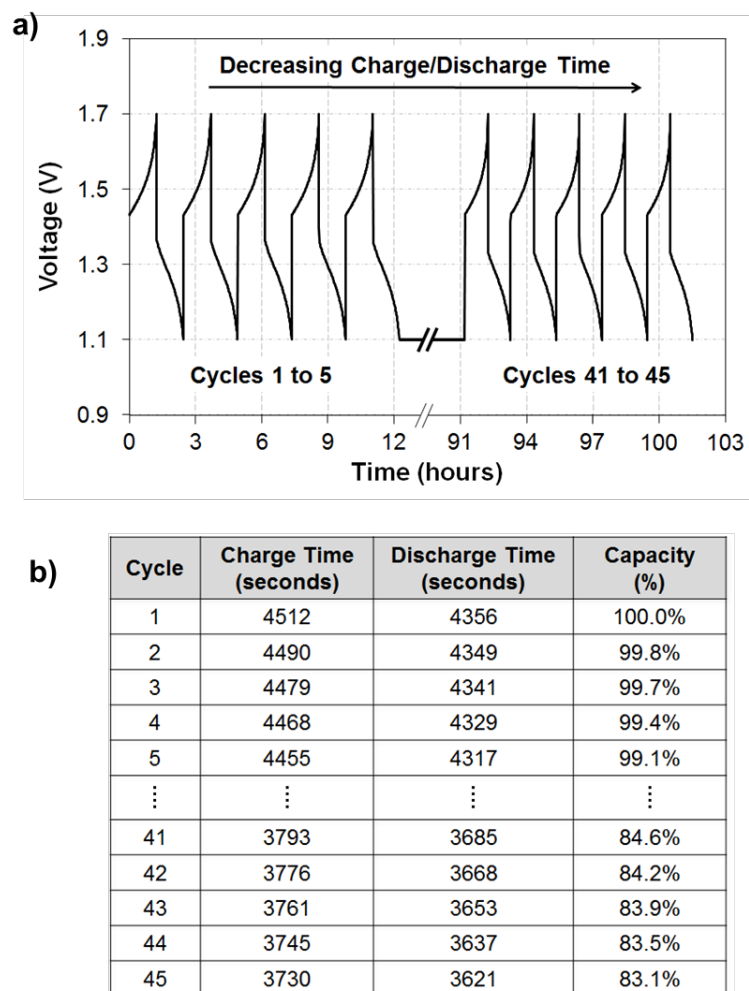 a)
1.9
1.7
1.5
1.3
1.1
0.9
Voltage (V)
Decreasing Charge/Discharge Time
Cycles 1 to 5
Cycles 41 to 45
0 3 6 9 12 91 94 97 100 103
Time (hours)
b)
Cycle Charge Time (seconds) Discharge Time (seconds) Capacity (%)
1 4512 4356 100.0%
2 4490 4349 99.8%
3 4479 4341 99.7%
4 4468 4329 99.4%
5 4455 4317 99.1%
⋮ ⋮ ⋮ ⋮
41 3793 3685 84.6%
42 3776 3668 84.2%
43 3761 3653 83.9%
44 3745 3637 83.5%
45 3730 3621 83.1%